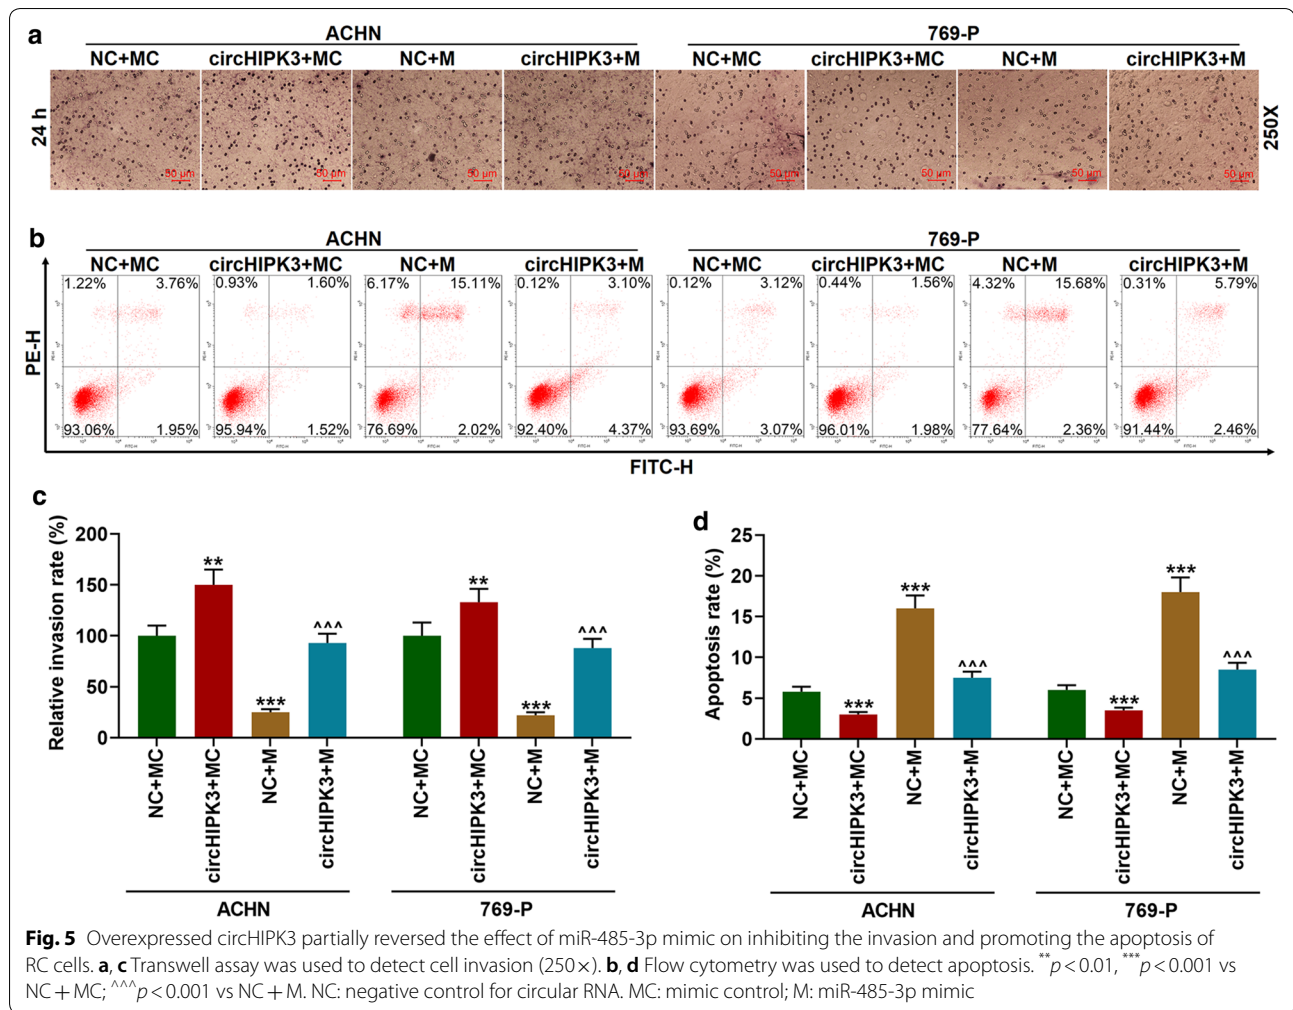 a
ACHN
769-P
NC+MC circHIPK3+MC NC+M circHIPK3+M NC+MC circHIPK3+MC NC+M circHIPK3+M
24 h
250X
50 μm 50 μm 50 μm 50 μm 50 μm 50 μm 50 μm 50 μm
b
ACHN
769-P
NC+MC circHIPK3+MC NC+M circHIPK3+M NC+MC circHIPK3+MC NC+M circHIPK3+M
1.22% 3.76% 0.93% 1.60% 6.17% 15.11% 0.12% 3.10% 0.12% 3.12% 0.44% 1.56% 4.32% 15.68% 0.31% 5.79%
PE-H
93.06% 1.95% 95.94% 1.52% 76.69% 2.02% 92.40% 4.37% 93.69% 3.07% 96.01% 1.98% 77.64% 2.36% 91.44% 2.46%
FITC-H
c
Relative invasion rate (%)
200
150
100
50
0
** *** ^^^ ** *** ^^^
NC+MC circHIPK3+MC NC+M circHIPK3+M NC+MC circHIPK3+MC NC+M circHIPK3+M
ACHN 769-P
d
Apoptosis rate (%)
25
20
15
10
5
0
*** *** ^^^ *** *** ^^^
NC+MC circHIPK3+MC NC+M circHIPK3+M NC+MC circHIPK3+MC NC+M circHIPK3+M
ACHN 769-P
Fig. 5 Overexpressed circHIPK3 partially reversed the effect of miR-485-3p mimic on inhibiting the invasion and promoting the apoptosis of
RC cells. a, c Transwell assay was used to detect cell invasion (250×). b, d Flow cytometry was used to detect apoptosis. **p < 0.01, ***p < 0.001 vs
NC + MC; ^^^p < 0.001 vs NC + M. NC: negative control for circular RNA. MC: mimic control; M: miR-485-3p mimic